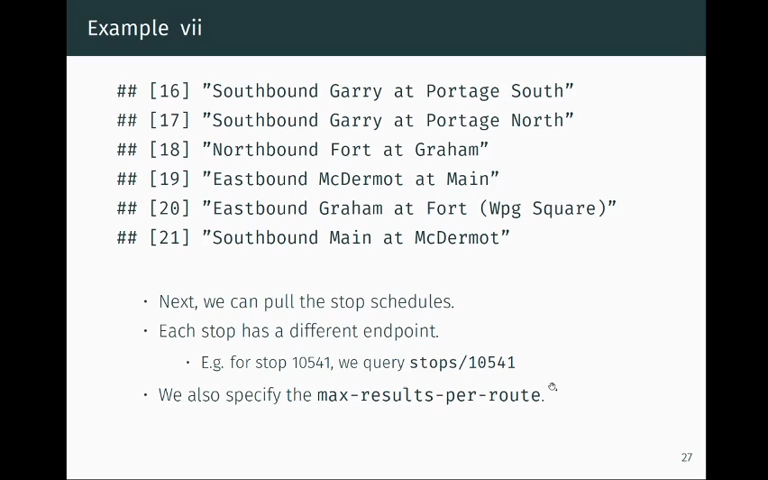 Example vii
## [16] ”Southbound Garry at Portage South”
## [17] ”Southbound Garry at Portage North”
## [18] ”Northbound Fort at Graham”
## [19] ”Eastbound McDermot at Main”
## [20] ”Eastbound Graham at Fort (Wpg Square)”
## [21] ”Southbound Main at McDermot”
· Next, we can pull the stop schedules.
· Each stop has a different endpoint.
· E.g. for stop 10541, we query stops/10541
· We also specify the max-results-per-route.
27